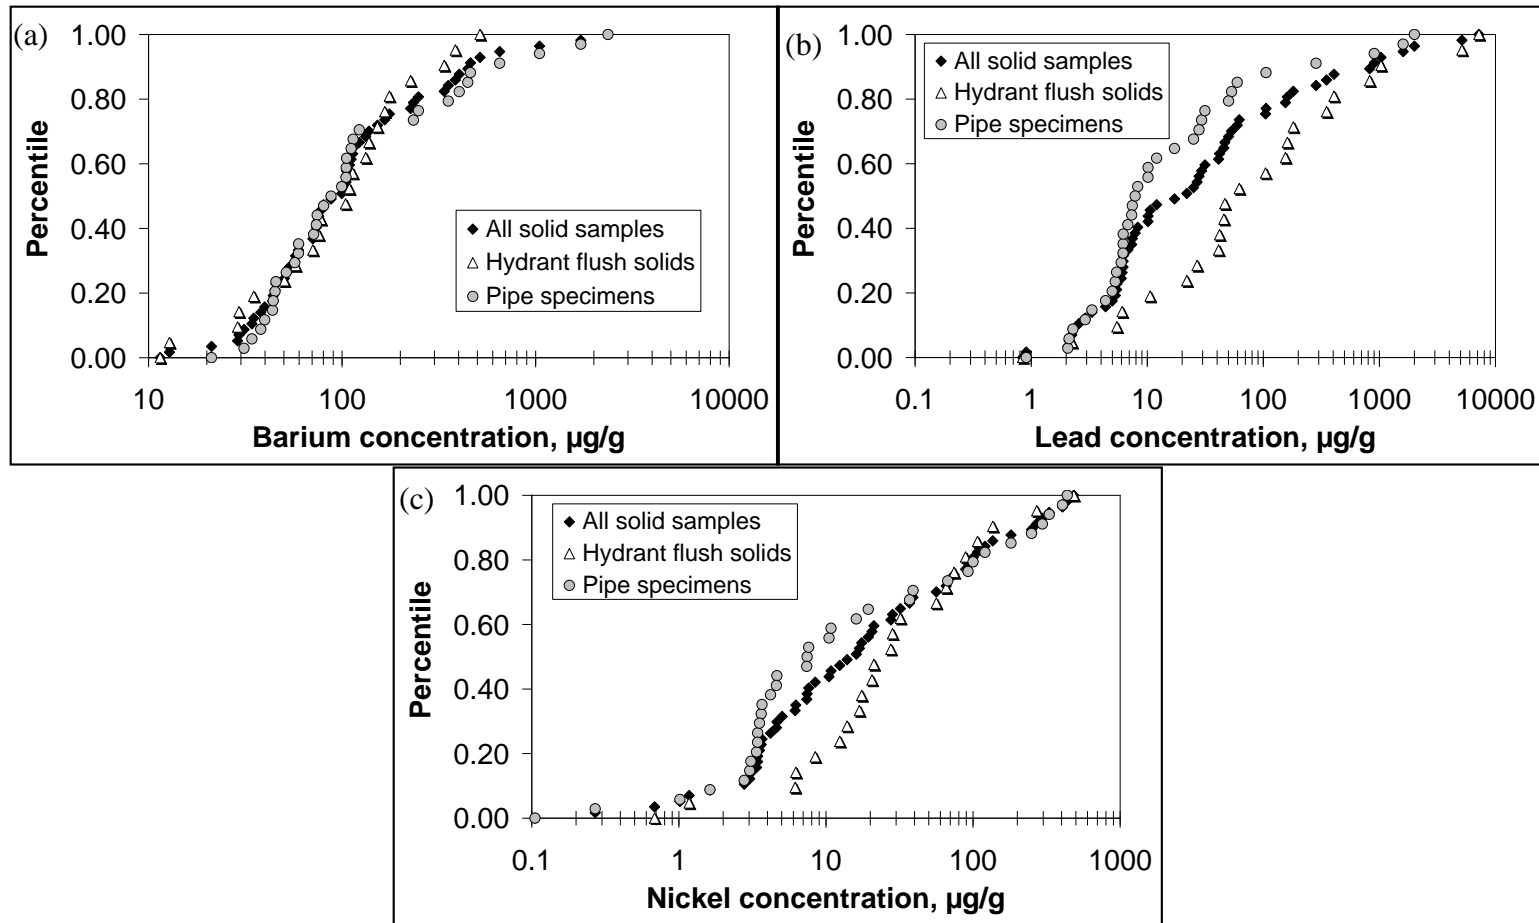 (a)
1.00
0.80
0.60
0.40
0.20
0.00
Percentile
All solid samples
Hydrant flush solids
Pipe specimens
10
100
1000
10000
Barium concentration, µg/g
(b)
1.00
0.80
0.60
0.40
0.20
0.00
Percentile
All solid samples
Hydrant flush solids
Pipe specimens
0.1
1
10
100
1000
10000
Lead concentration, µg/g
(c)
1.00
0.80
0.60
0.40
0.20
0.00
Percentile
All solid samples
Hydrant flush solids
Pipe specimens
0.1
1
10
100
1000
Nickel concentration, µg/g